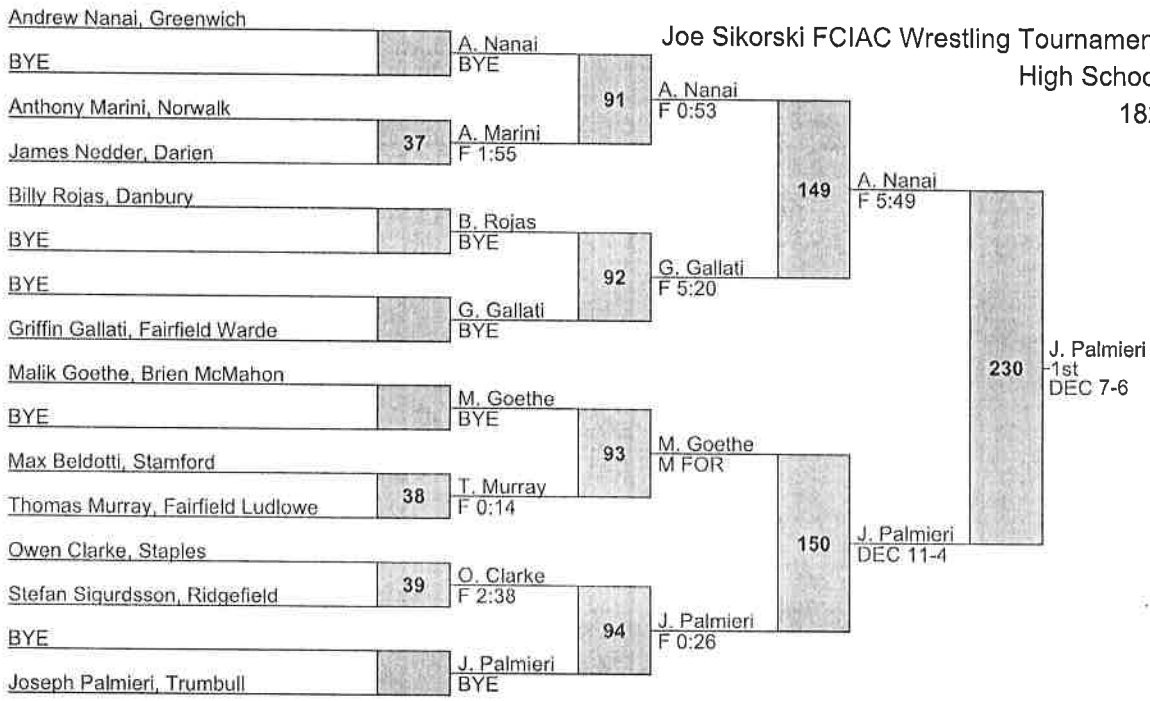 Joe Sikorski FCIAC Wrestling Tournamen
High Schoo
18
Andrew Nanai, Greenwich
BYE
A. Nanai
BYE
Anthony Marini, Norwalk
James Nedder, Darien
37
A. Marini
F 1:55
91
A. Nanai
F 0:53
Billy Rojas, Danbury
BYE
B. Rojas
BYE
BYE
Griffin Gallati, Fairfield Warde
G. Gallati
BYE
92
G. Gallati
F 5:20
149
A. Nanai
F 5:49
Malik Goethe, Brien McMahon
BYE
M. Goethe
BYE
Max Beldotti, Stamford
Thomas Murray, Fairfield Ludlowe
38
T. Murray
F 0:14
93
M. Goethe
M FOR
Owen Clarke, Staples
Stefan Sigurdsson, Ridgefield
39
O. Clarke
F 2:38
BYE
Joseph Palmieri, Trumbull
J. Palmieri
BYE
94
J. Palmieri
F 0:26
150
J. Palmieri
DEC 11-4
230
J. Palmieri
1st
DEC 7-6